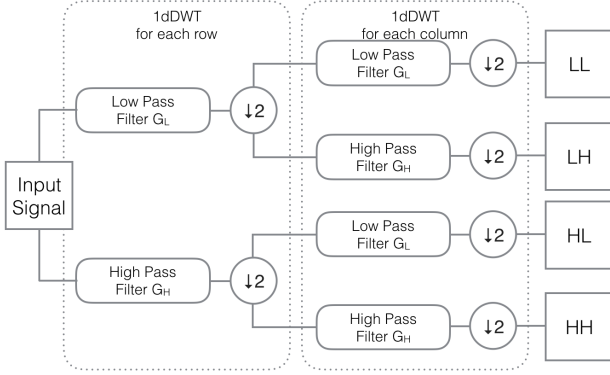 1dDWT
for each row
1dDWT
for each column
Low Pass
Filter GL
↓2
LL
Low Pass
Filter GL
↓2
High Pass
Filter GH
↓2
LH
Input
Signal
Low Pass
Filter GL
↓2
HL
High Pass
Filter GH
↓2
High Pass
Filter GH
↓2
HH